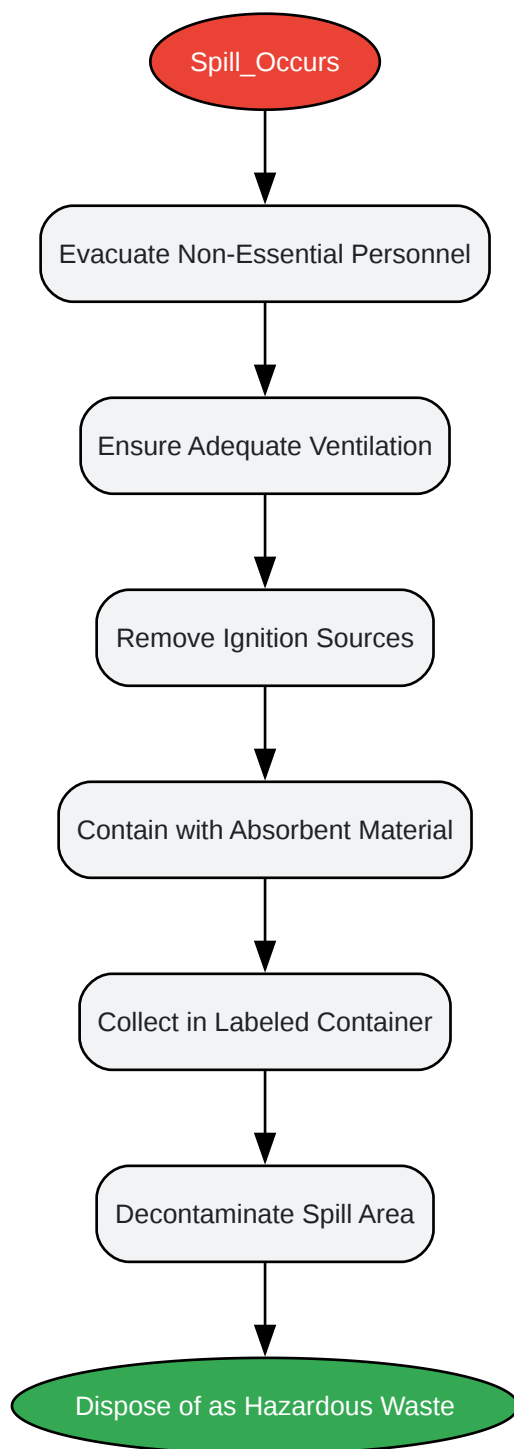 Spill_Occurs
Evacuate Non-Essential Personnel
Ensure Adequate Ventilation
Remove Ignition Sources
Contain with Absorbent Material
Collect in Labeled Container
Decontaminate Spill Area
Dispose of as Hazardous Waste